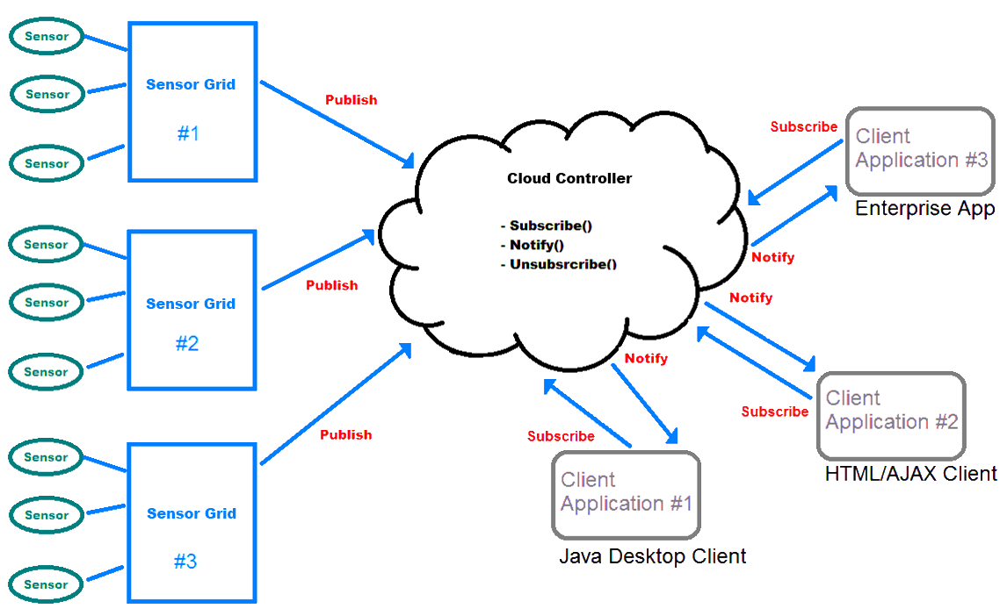 Sensor
Sensor
Sensor
Sensor Grid
#1
Publish
Sensor
Sensor
Sensor
Sensor Grid
#2
Publish
Sensor
Sensor
Sensor
Sensor Grid
#3
Publish
Cloud Controller
- Subscribe()
- Notify()
- Unsubsrcribe()
Subscribe
Client
Application #3
Enterprise App
Notify
Notify
Client
Application #2
HTML/AJAX Client
Subscribe
Notify
Subscribe
Client
Application #1
Java Desktop Client